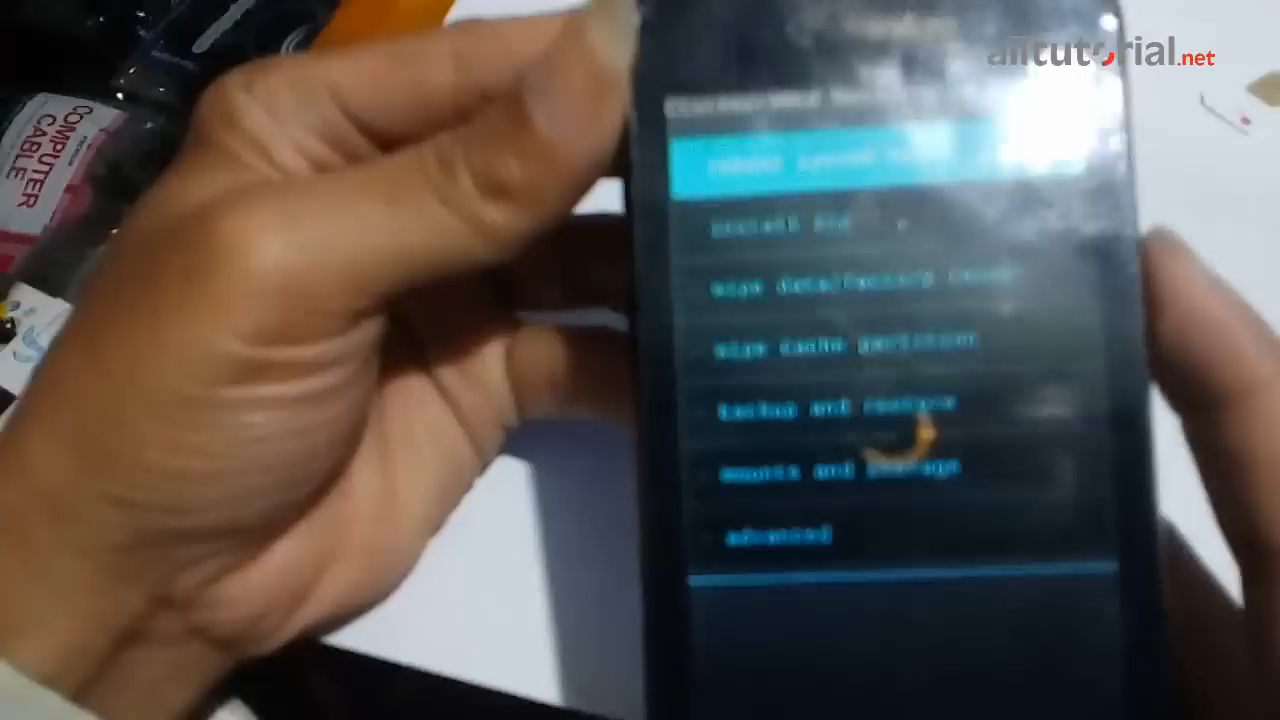 alltutorial.net
COMPUTER
CABLE
reboot system
install zip
wipe data/factory reset
wipe cache partition
backup and restore
mounts and storage
advanced